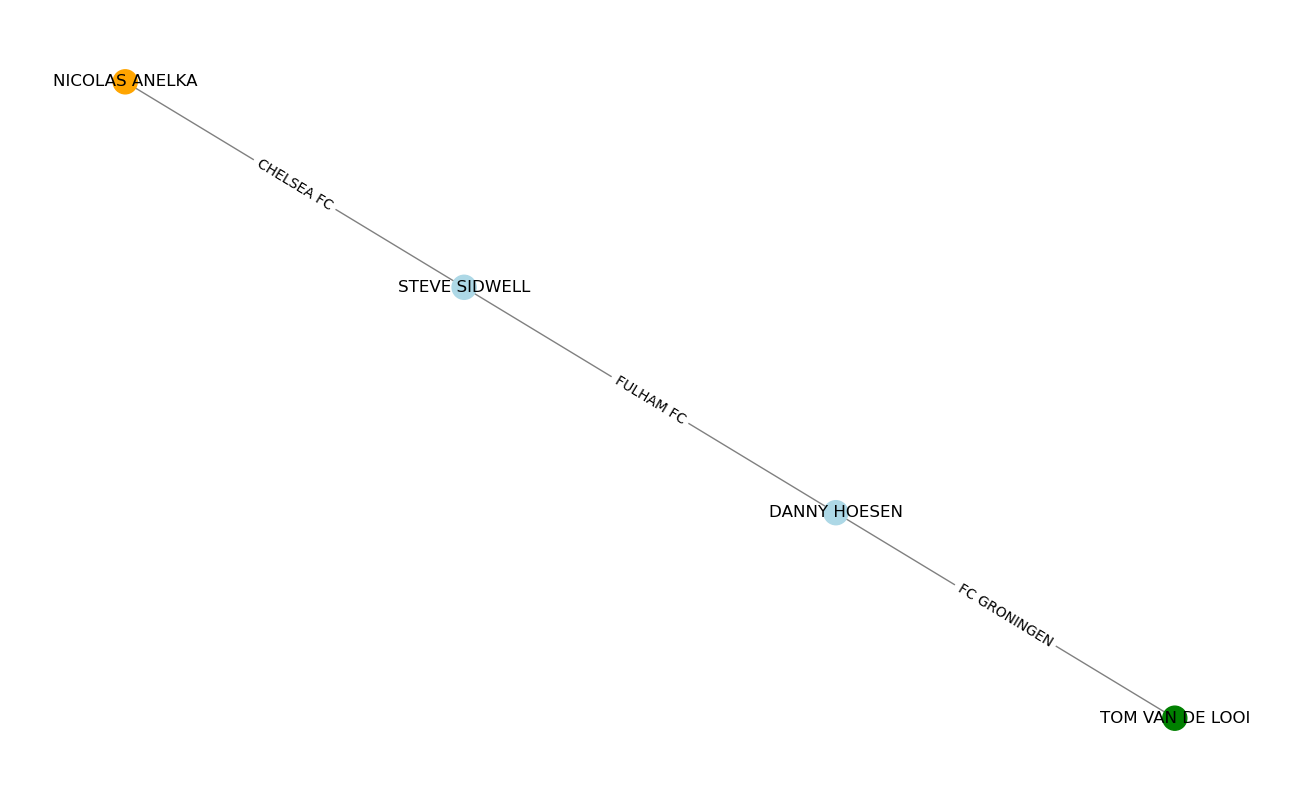 NICOLAS ANELKA
CHELSEA FC
STEVE SIDWELL
FULHAM FC
DANNY HOESEN
FC GRONINGEN
TOM VAN DE LOOI